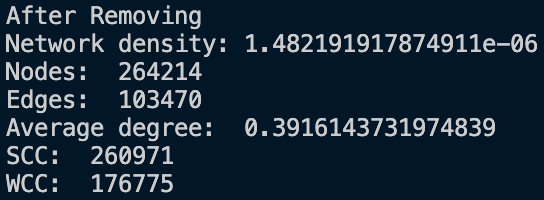 After Removing
Network density: 1.482191917874911e-06
Nodes:  264214
Edges:  103470
Average degree:  0.3916143731974839
SCC:  260971
WCC:  176775